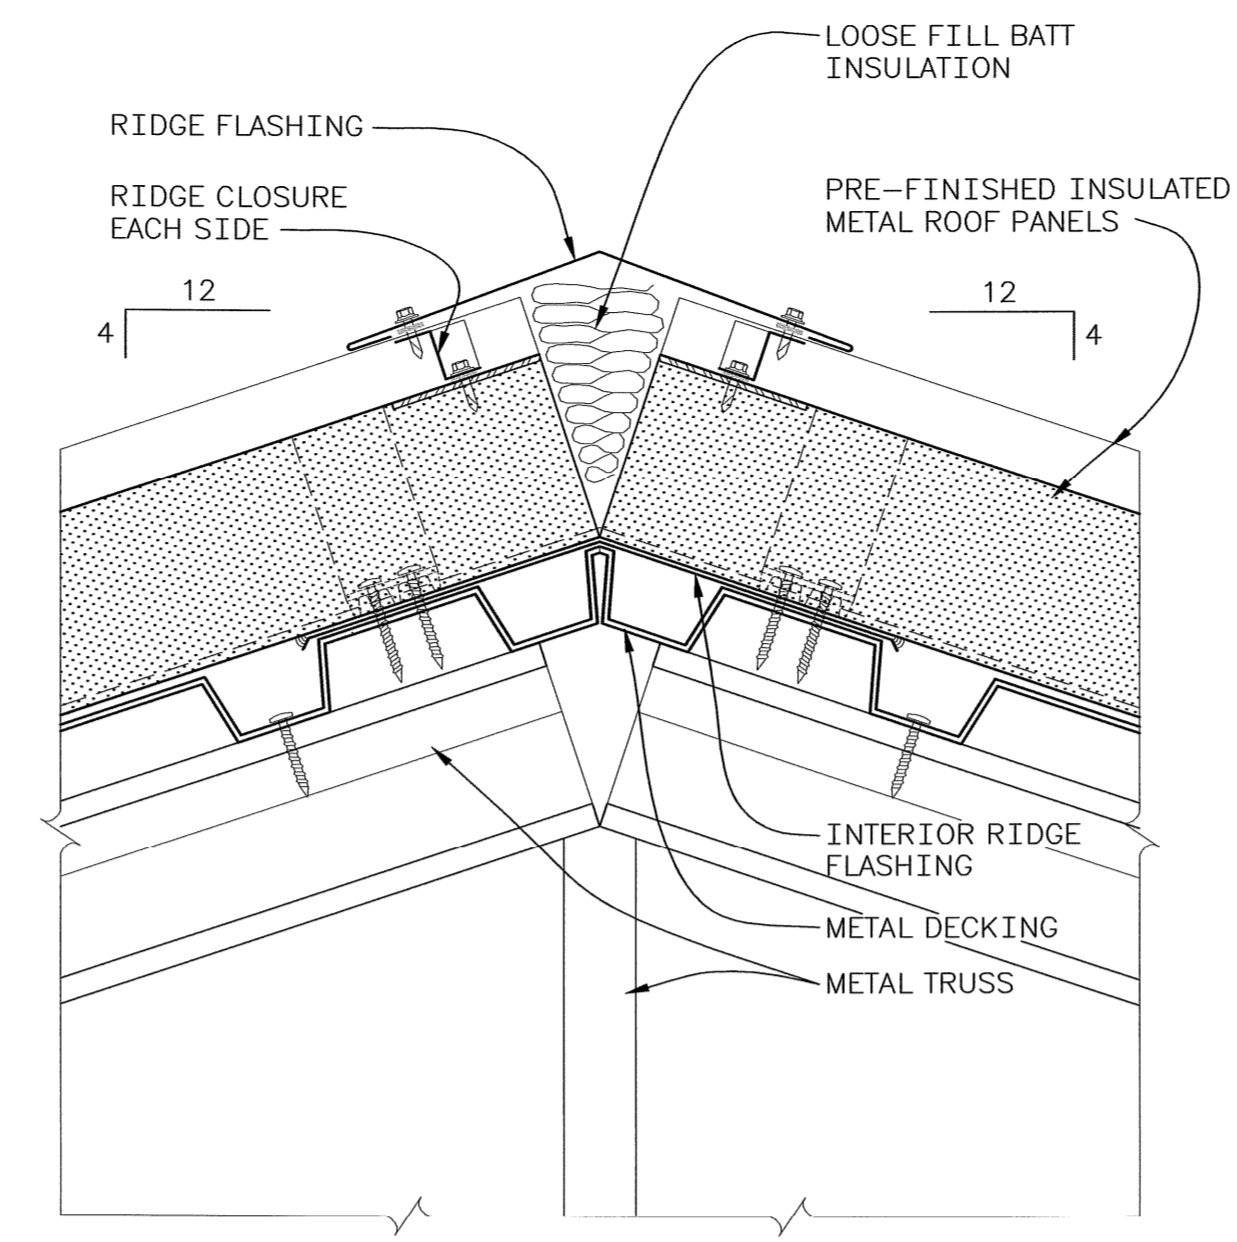 LOOSE FILL BATT
INSULATION
RIDGE FLASHING
RIDGE CLOSURE
EACH SIDE
PRE-FINISHED INSULATED
METAL ROOF PANELS
12
4
12
4
INTERIOR RIDGE
FLASHING
METAL DECKING
METAL TRUSS